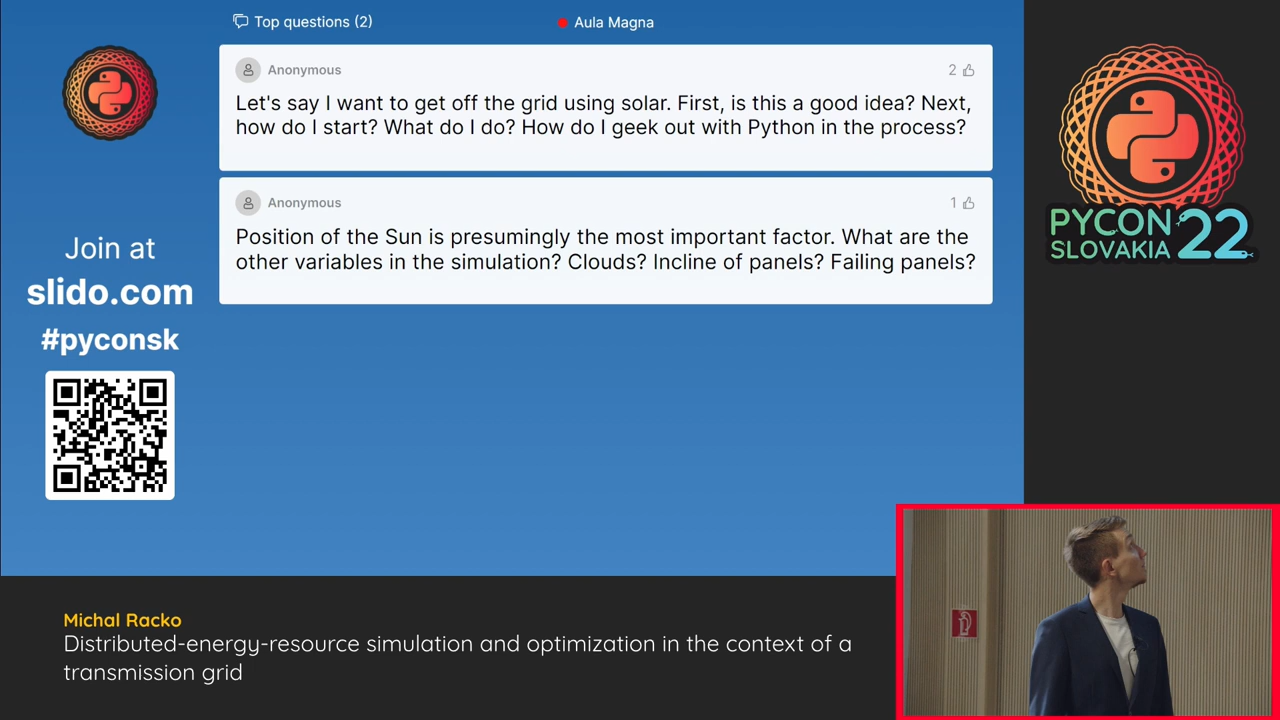 Top questions (2)
Aula Magna
Anonymous
2
Let's say I want to get off the grid using solar. First, is this a good idea? Next,
how do I start? What do I do? How do I geek out with Python in the process?
Anonymous
1
Position of the Sun is presumingly the most important factor. What are the
other variables in the simulation? Clouds? Incline of panels? Failing panels?
Join at
slido.com
#pyconsk
PYCON 22
SLOVAKIA
Michal Racko
Distributed-energy-resource simulation and optimization in the context of a
transmission grid